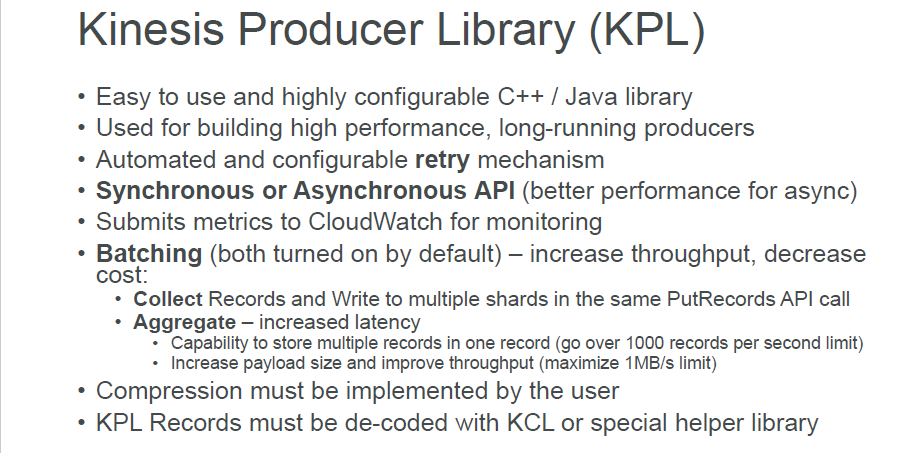 Kinesis Producer Library (KPL)
• Easy to use and highly configurable C++ / Java library
• Used for building high performance, long-running producers
• Automated and configurable retry mechanism
• Synchronous or Asynchronous API (better performance for async)
• Submits metrics to CloudWatch for monitoring
• Batching (both turned on by default) – increase throughput, decrease
cost:
• Collect Records and Write to multiple shards in the same PutRecords API call
• Aggregate – increased latency
• Capability to store multiple records in one record (go over 1000 records per second limit)
• Increase payload size and improve throughput (maximize 1MB/s limit)
• Compression must be implemented by the user
• KPL Records must be de-coded with KCL or special helper library